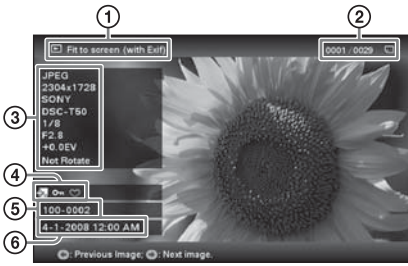 ① ②
Fit to screen (with Exif) 0001/0029
③
JPEG
2304x1728
SONY
DSC-T50
1/8
F2.8
+0.0EV
Not Rotate
④
⑤ 100-0002
⑥ 4-1-2008 12:00 AM
: Previous Image; : Next image.